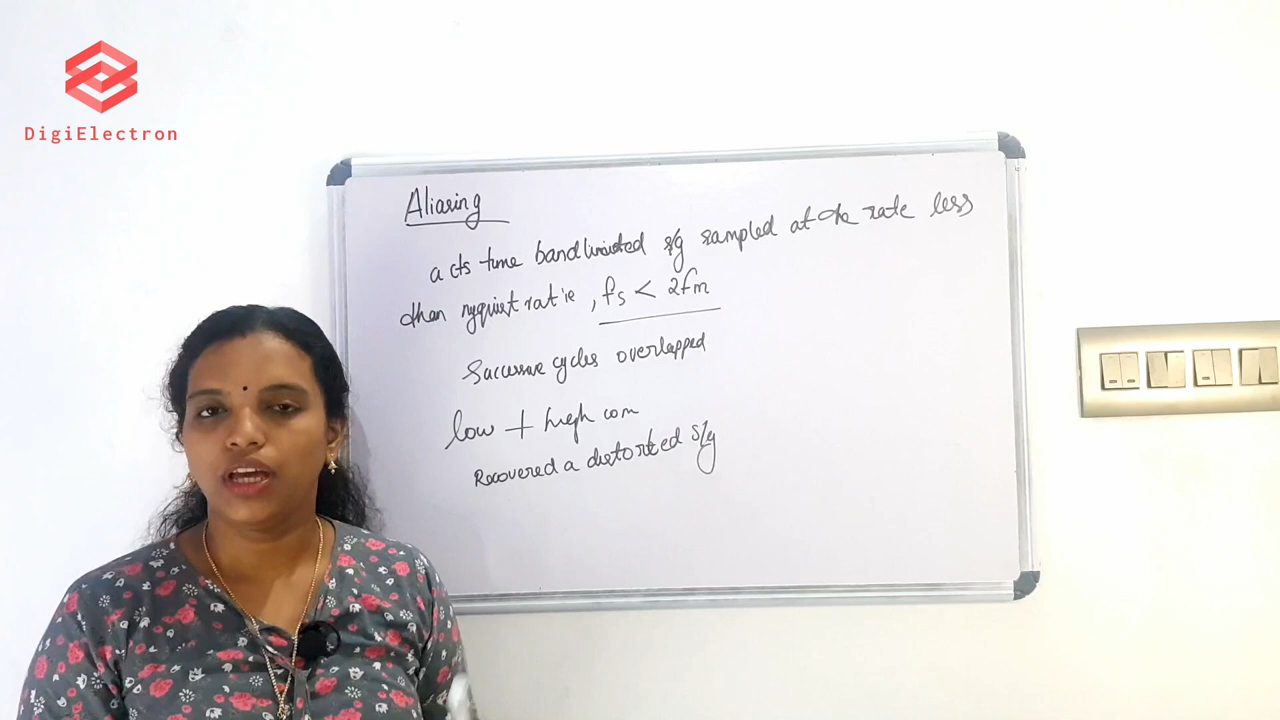 DigiElectron
Aliasing
a cts time bandlimited s/g sampled at the rate less
than nyquist rat ie, fs < 2fm
Successive cycles overlapped
low + high com
Recovered a distorted s/g